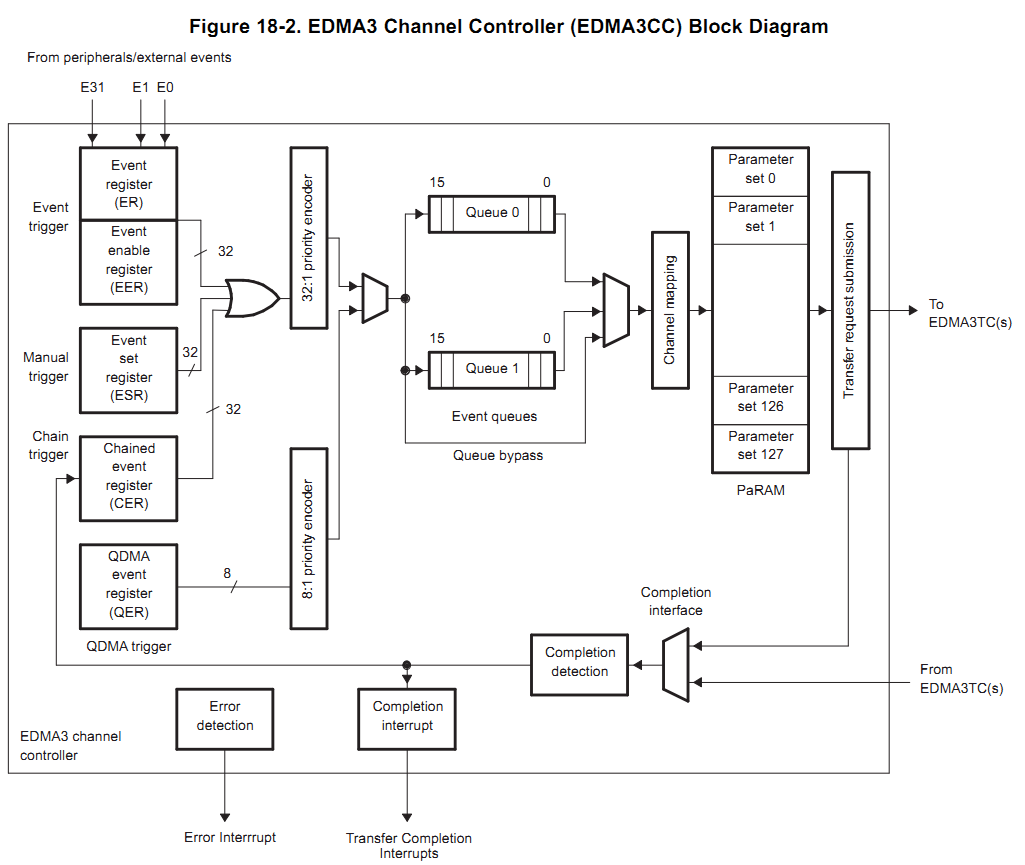 Figure 18-2. EDMA3 Channel Controller (EDMA3CC) Block Diagram
From peripherals/external events
E31
E1
E0
Event
trigger
Event
register
(ER)
Event
enable
register
(EER)
32
Manual
trigger
Event
set
register
(ESR)
32
Chain
trigger
Chained
event
register
(CER)
32
QDMA
event
register
(QER)
8
QDMA trigger
32:1 priority encoder
8:1 priority encoder
15
0
Queue 0
15
0
Queue 1
Event queues
Queue bypass
Channel mapping
Parameter
set 0
Parameter
set 1
Parameter
set 126
Parameter
set 127
PaRAM
Transfer request submission
To
EDMA3TC(s)
Completion
interface
Completion
detection
From
EDMA3TC(s)
Error
detection
Completion
interrupt
EDMA3 channel
controller
Error Interrrupt
Transfer Completion
Interrupts